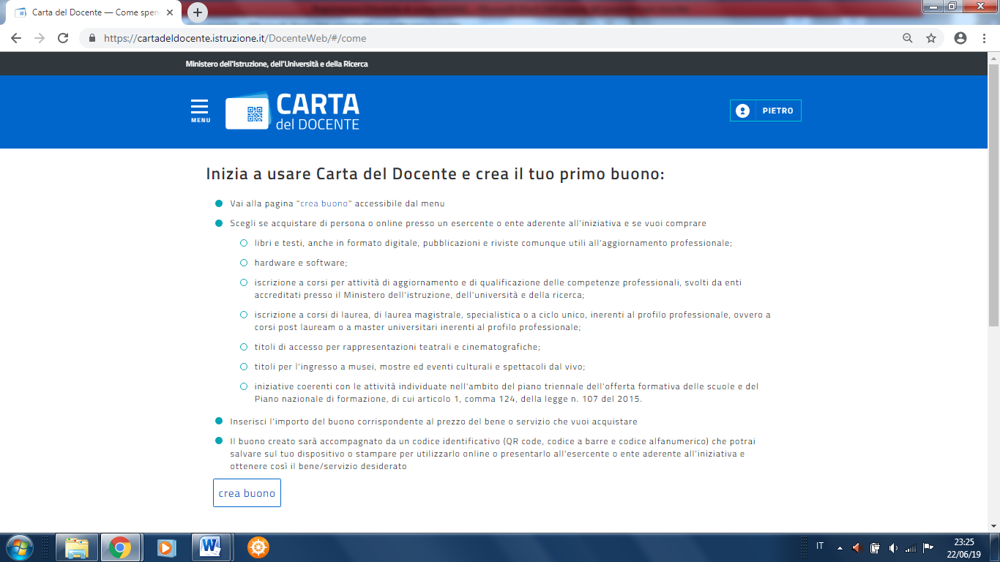 Carta del Docente — Come spen
https://cartadeldocente.istruzione.it/DocenteWeb/#/come
Ministero dell'Istruzione, dell'Università e della Ricerca
MENU
CARTA
del DOCENTE
PIETRO
Inizia a usare Carta del Docente e crea il tuo primo buono:
Vai alla pagina "crea buono" accessibile dal menu
Scegli se acquistare di persona o online presso un esercente o ente aderente all'iniziativa e se vuoi comprare
libri e testi, anche in formato digitale, pubblicazioni e riviste comunque utili all'aggiornamento professionale;
hardware e software;
iscrizione a corsi per attività di aggiornamento e di qualificazione delle competenze professionali, svolti da enti
accreditati presso il Ministero dell'istruzione, dell'università e della ricerca;
iscrizione a corsi di laurea, di laurea magistrale, specialistica o a ciclo unico, inerenti al profilo professionale, ovvero a
corsi post lauream o a master universitari inerenti al profilo professionale;
titoli di accesso per rappresentazioni teatrali e cinematografiche;
titoli per l'ingresso a musei, mostre ed eventi culturali e spettacoli dal vivo;
iniziative coerenti con le attività individuate nell'ambito del piano triennale dell'offerta formativa delle scuole e del
Piano nazionale di formazione, di cui articolo 1, comma 124, della legge n. 107 del 2015.
Inserisci l'importo del buono corrispondente al prezzo del bene o servizio che vuoi acquistare
Il buono creato sarà accompagnato da un codice identificativo (QR code, codice a barre e codice alfanumerico) che potrai
salvare sul tuo dispositivo o stampare per utilizzarlo online o presentarlo all'esercente o ente aderente all'iniziativa e
ottenere così il bene/servizio desiderato
crea buono
IT
23:25
22/06/19